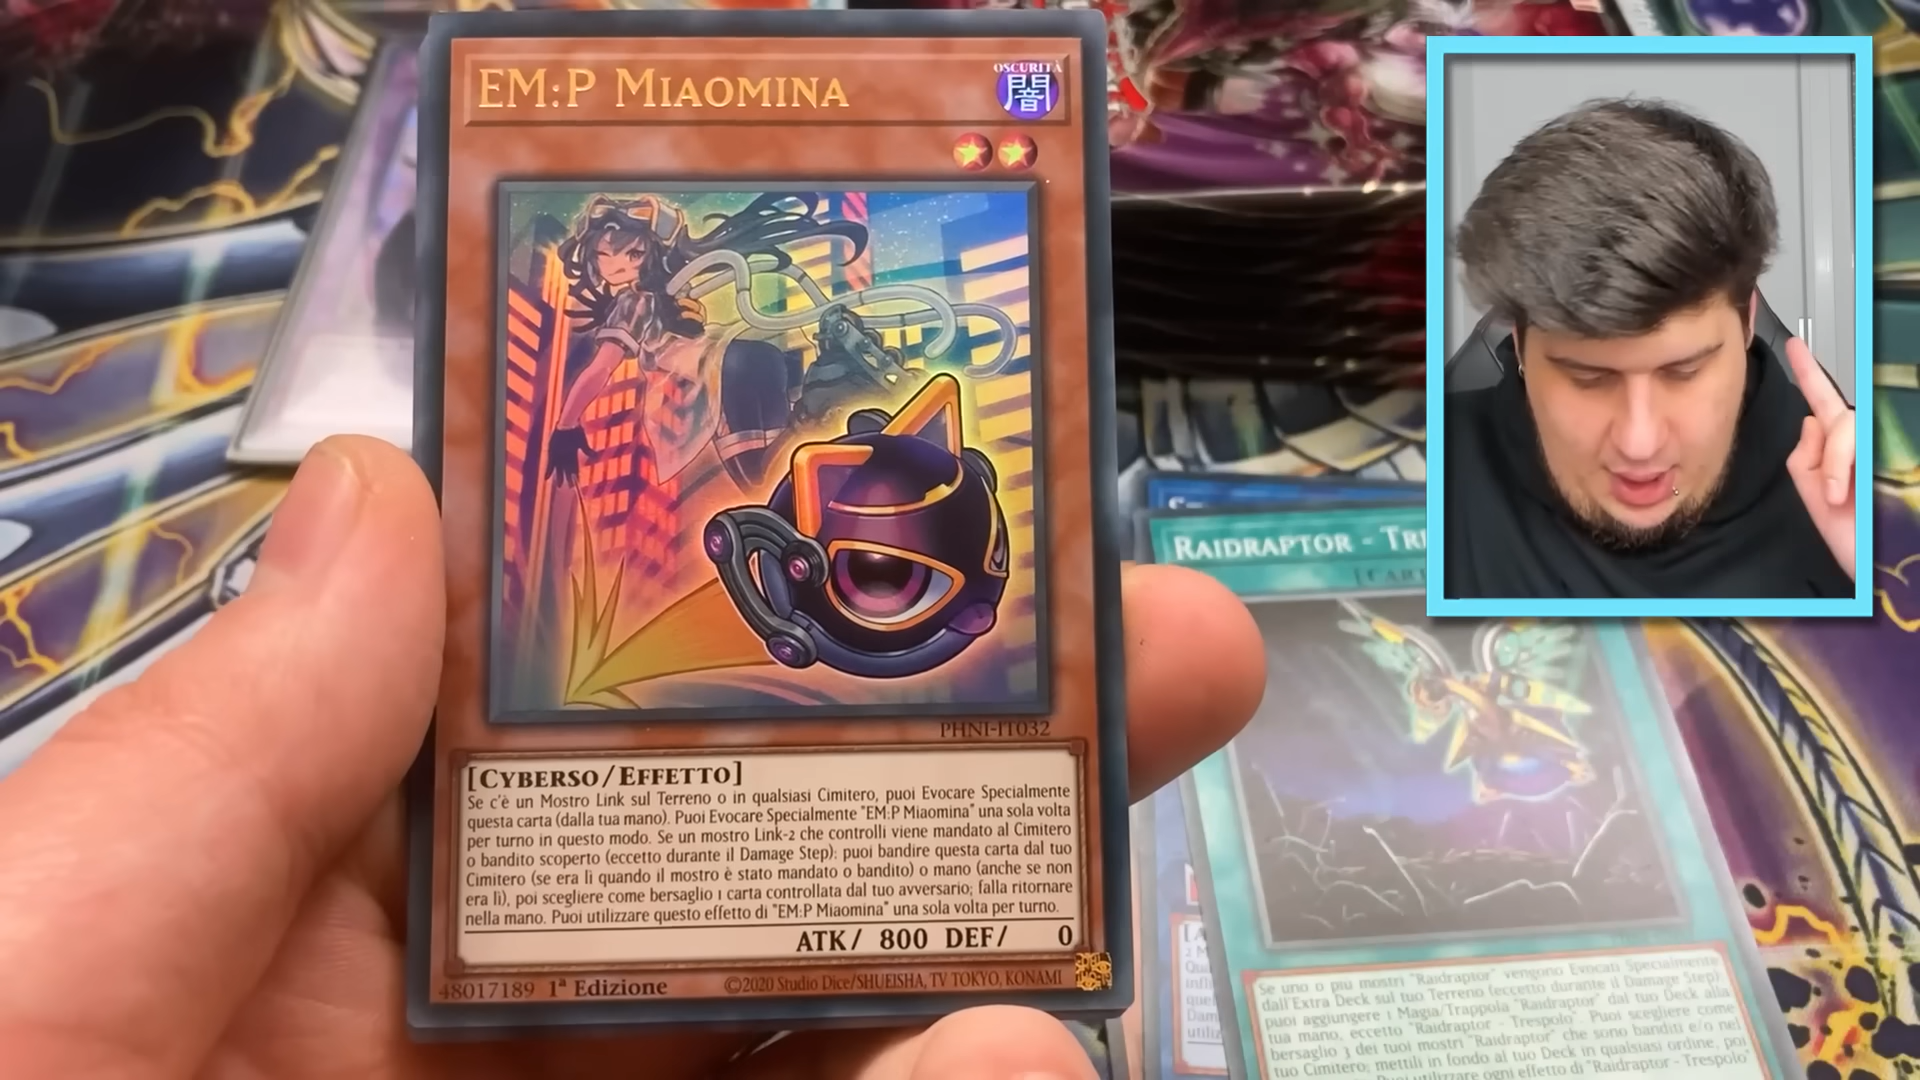 EM:P Miaomina
OSCURITÀ
闇
PHNI-IT032
[Cyberso/Effetto]
Se c'è un Mostro Link sul Terreno o in qualsiasi Cimitero, puoi Evocare Specialmente
questa carta (dalla tua mano). Puoi Evocare Specialmente "EM:P Miaomina" una sola volta
per turno in questo modo. Se un mostro Link-2 che controlli viene mandato al Cimitero
o bandito scoperto (eccetto durante il Damage Step): puoi bandire questa carta dal tuo
Cimitero (se era lì quando il mostro è stato mandato o bandito) o mano (anche se non
era lì), poi scegliere come bersaglio 1 carta controllata dal tuo avversario; falla ritornare
nella mano. Puoi utilizzare questo effetto di "EM:P Miaomina" una sola volta per turno.
ATK/ 800 DEF/ 0
48017189 1ª Edizione ©2020 Studio Dice/SHUEISHA, TV TOKYO, KONAMI
Raidraptor - Tre
Se uno o più mostri "Raidraptor" vengono Evocati Specialmente
dall'Extra Deck sul tuo Terreno (eccetto durante il Damage Step):
puoi aggiungere 1 Magia/Trappola "Raidraptor" dal tuo Deck alla
tua mano, eccetto "Raidraptor - Trespolo". Puoi scegliere come
bersaglio 3 dei tuoi mostri "Raidraptor" che sono banditi e/o nel
tuo Cimitero; mettili in fondo al tuo Deck in qualsiasi ordine, poi
Puoi utilizzare ogni effetto di "Raidraptor - Trespolo"